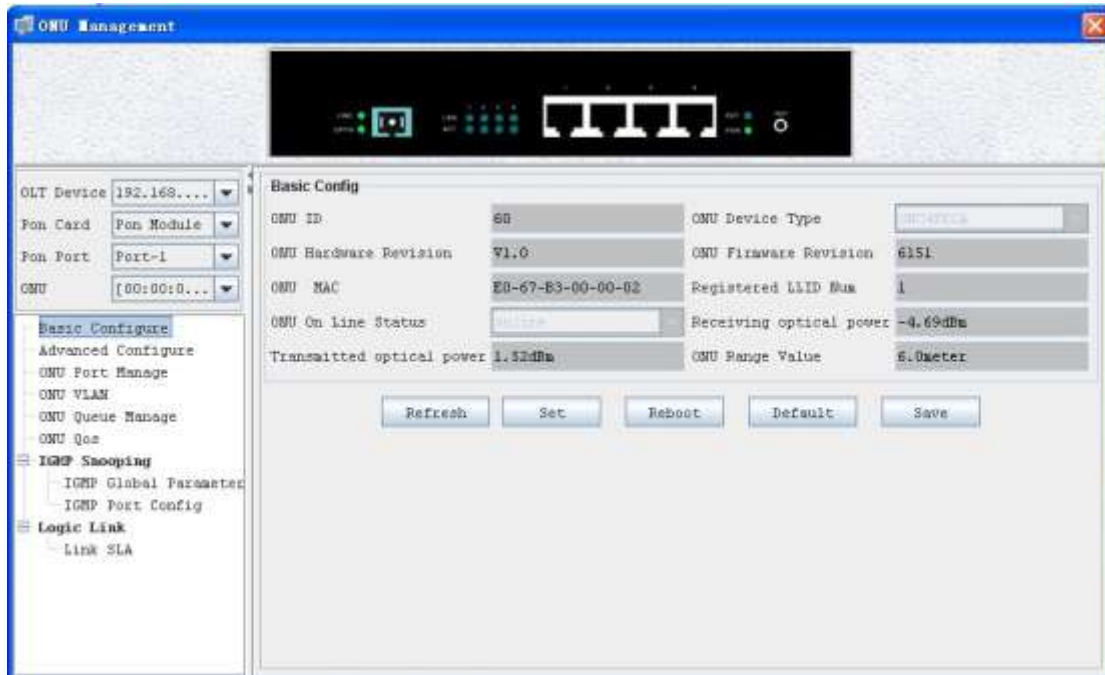 ONU Management
OLT Device 192.168....
Pon Card Pon Module
Pon Port Port-1
ONU [00:00:0...
Basic Configure
Advanced Configure
ONU Port Manage
ONU VLAN
ONU Queue Manage
ONU Qos
IGMP Snooping
IGMP Global Parameter
IGMP Port Config
Logic Link
Link SLA
Basic Config
ONU ID 60 ONU Device Type
ONU Hardware Revision V1.0 ONU Firmware Revision 6151
ONU MAC E0-67-B3-00-00-02 Registered LLID Num 1
ONU On Line Status Receiving optical power -4.69dBm
Transmitted optical power 1.52dBm ONU Range Value 6.0meter
Refresh Set Reboot Default Save